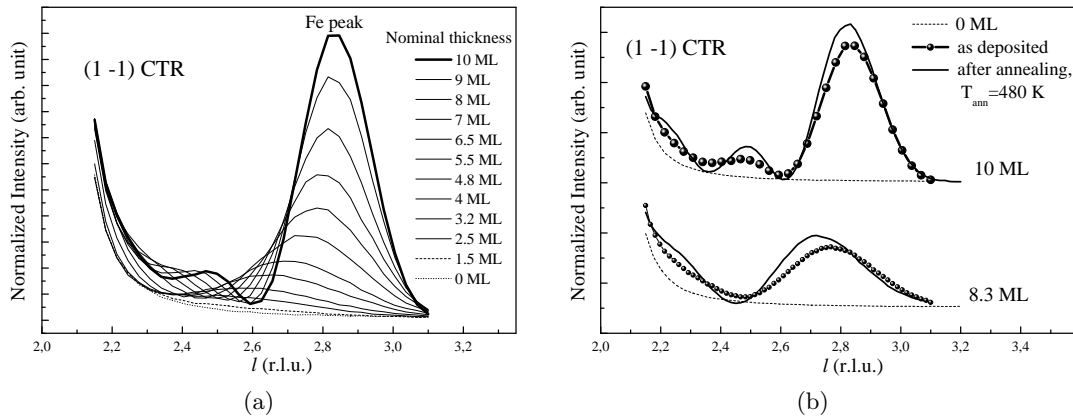 Normalized Intensity (arb. unit)
(1 -1) CTR
Fe peak
Nominal thickness
10 ML
9 ML
8 ML
7 ML
6.5 ML
5.5 ML
4.8 ML
4 ML
3.2 ML
2.5 ML
1.5 ML
0 ML
2,0 2,2 2,4 2,6 2,8 3,0 3,2
l (r.l.u.)
(a)
Normalized Intensity (arb. unit)
(1 -1) CTR
0 ML
as deposited
after annealing,
T_ann=480 K
10 ML
8.3 ML
2,0 2,2 2,4 2,6 2,8 3,0 3,2 3,4
l (r.l.u.)
(b)